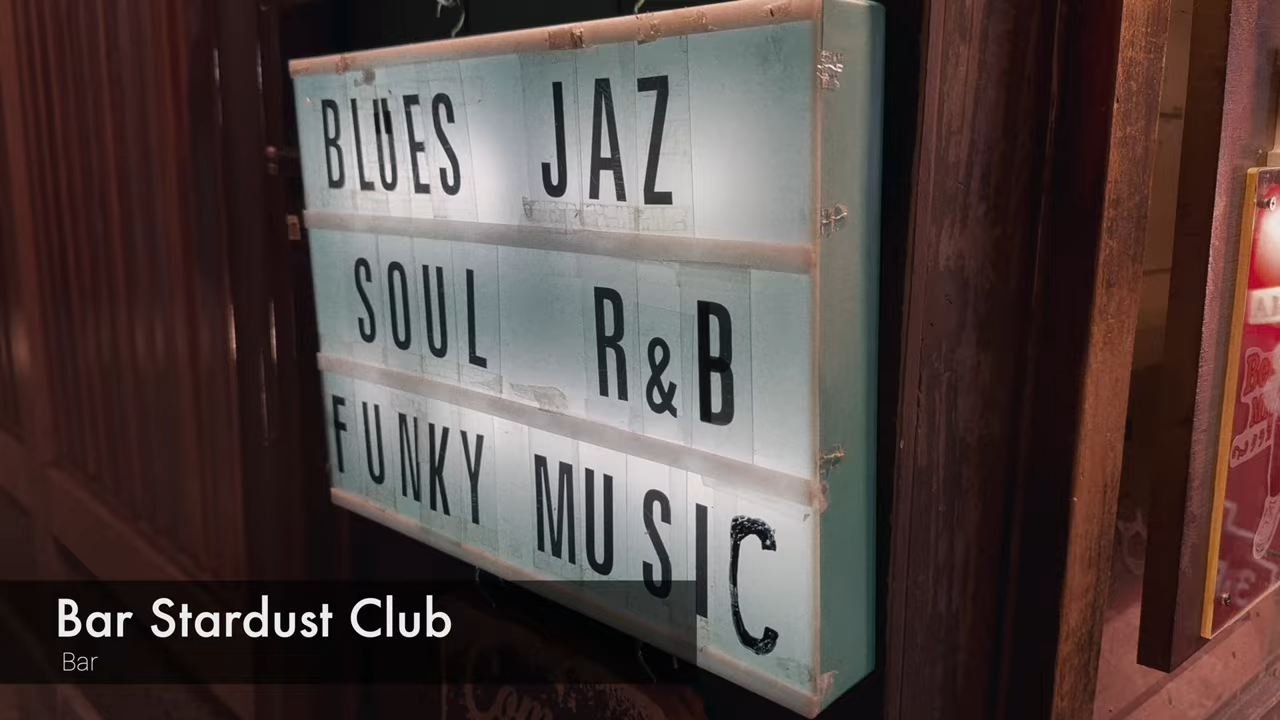 BLUES JAZ
SOUL R&B
FUNKY MUSIC
Bar Stardust Club
Bar